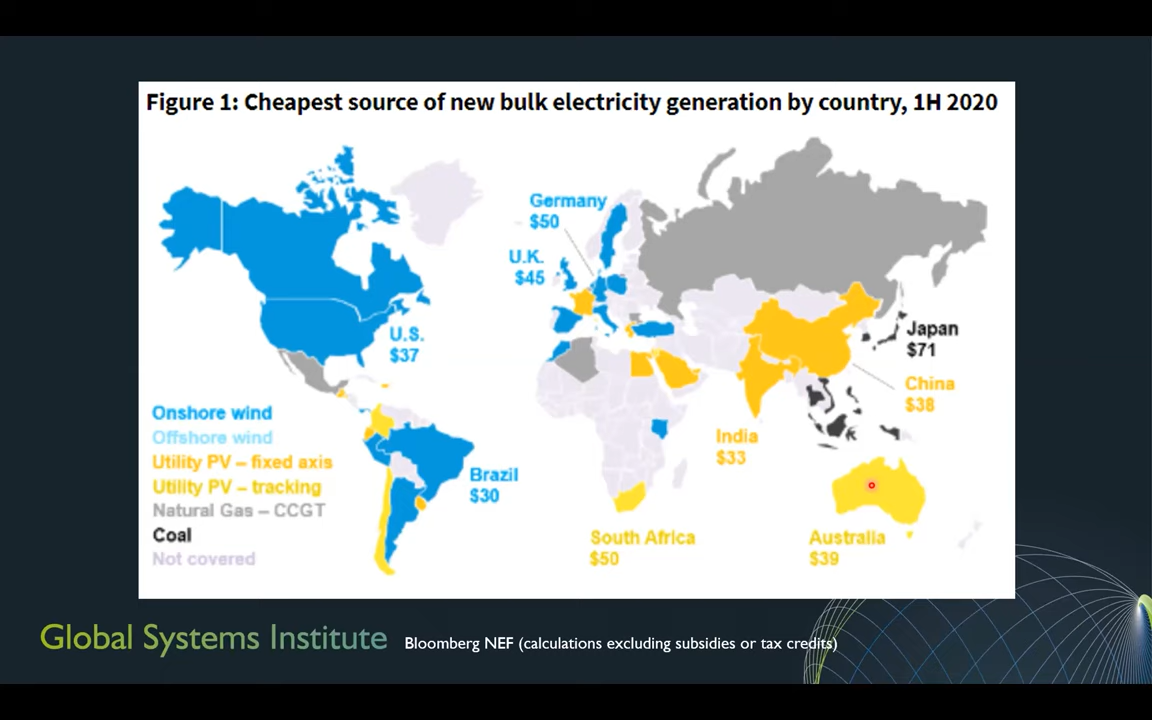 Figure 1: Cheapest source of new bulk electricity generation by country, 1H 2020
Germany
$50
U.K.
$45
U.S.
$37
Japan
$71
China
$38
India
$33
Brazil
$30
South Africa
$50
Australia
$39
Onshore wind
Offshore wind
Utility PV – fixed axis
Utility PV – tracking
Natural Gas – CCGT
Coal
Not covered
Global Systems Institute
Bloomberg NEF (calculations excluding subsidies or tax credits)